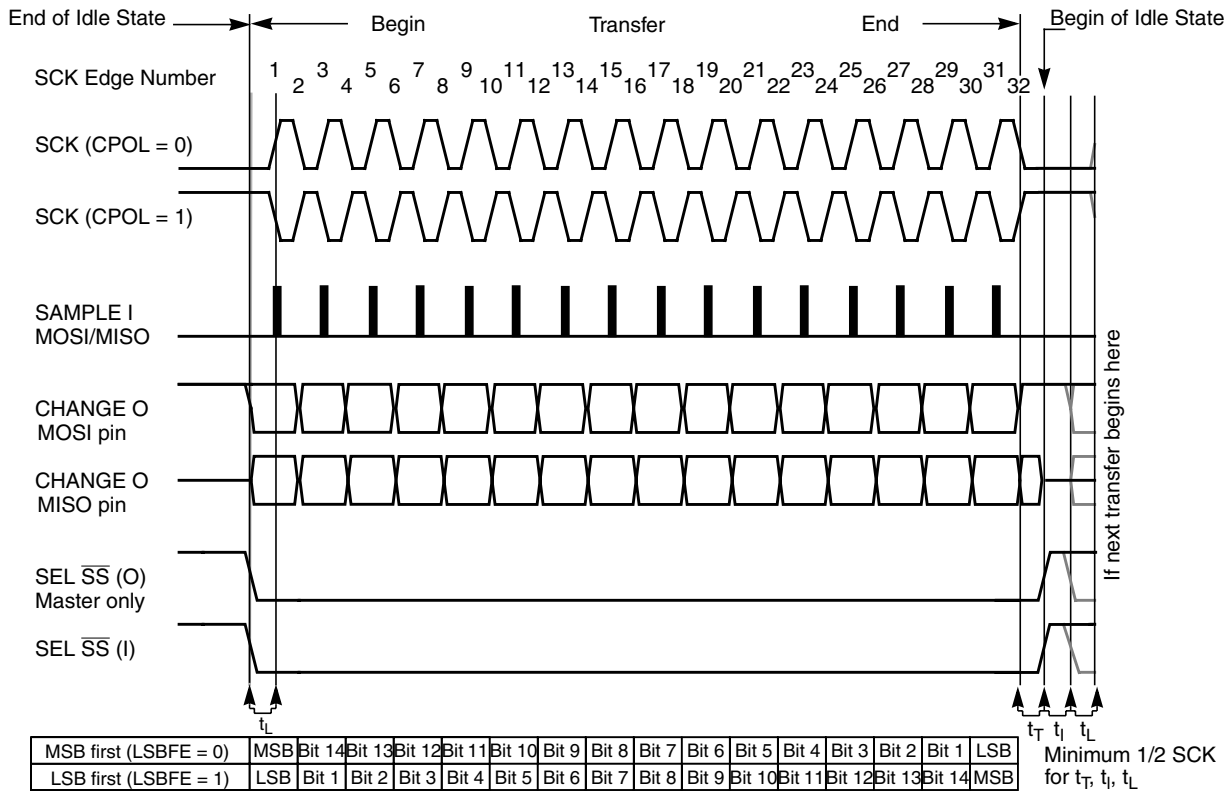 End of Idle State
Begin
Transfer
End
Begin of Idle State
SCK Edge Number
1 2 3 4 5 6 7 8 9 10 11 12 13 14 15 16 17 18 19 20 21 22 23 24 25 26 27 28 29 30 31 32
SCK (CPOL = 0)
SCK (CPOL = 1)
SAMPLE I
MOSI/MISO
CHANGE O
MOSI pin
CHANGE O
MISO pin
SEL S̅S̅ (O)
Master only
SEL S̅S̅ (I)
If next transfer begins here
tL
tT tI tL
MSB first (LSBFE = 0) MSB Bit 14 Bit 13 Bit 12 Bit 11 Bit 10 Bit 9 Bit 8 Bit 7 Bit 6 Bit 5 Bit 4 Bit 3 Bit 2 Bit 1 LSB
LSB first (LSBFE = 1) LSB Bit 1 Bit 2 Bit 3 Bit 4 Bit 5 Bit 6 Bit 7 Bit 8 Bit 9 Bit 10 Bit 11 Bit 12 Bit 13 Bit 14 MSB
Minimum 1/2 SCK
for tT, tI, tL